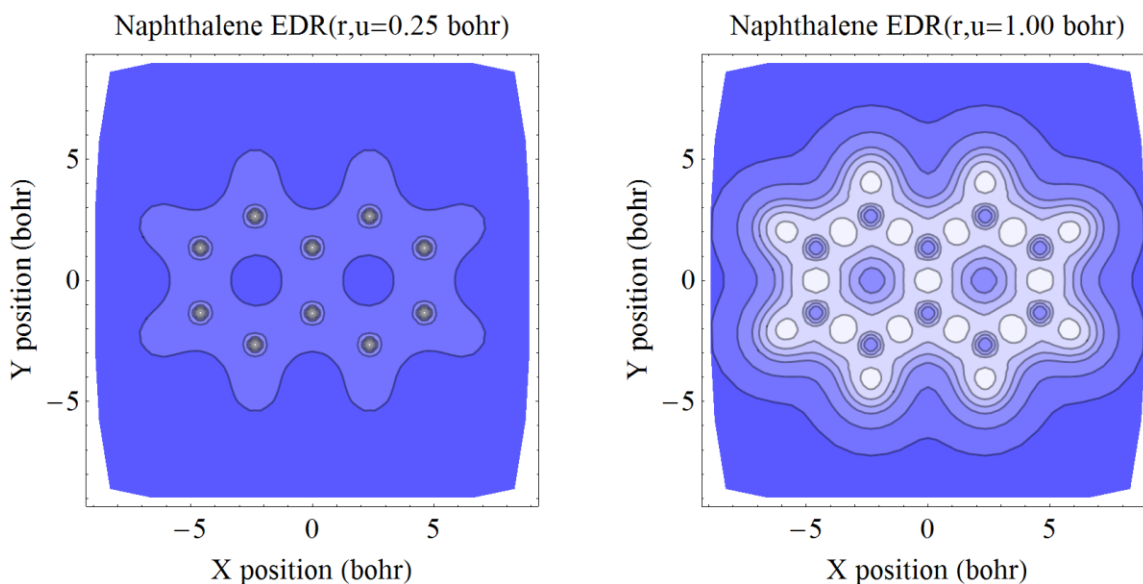 Naphthalene EDR(r,u=0.25 bohr)
Y position (bohr)
5
0
−5
−5 0 5
X position (bohr)
Naphthalene EDR(r,u=1.00 bohr)
Y position (bohr)
5
0
−5
−5 0 5
X position (bohr)